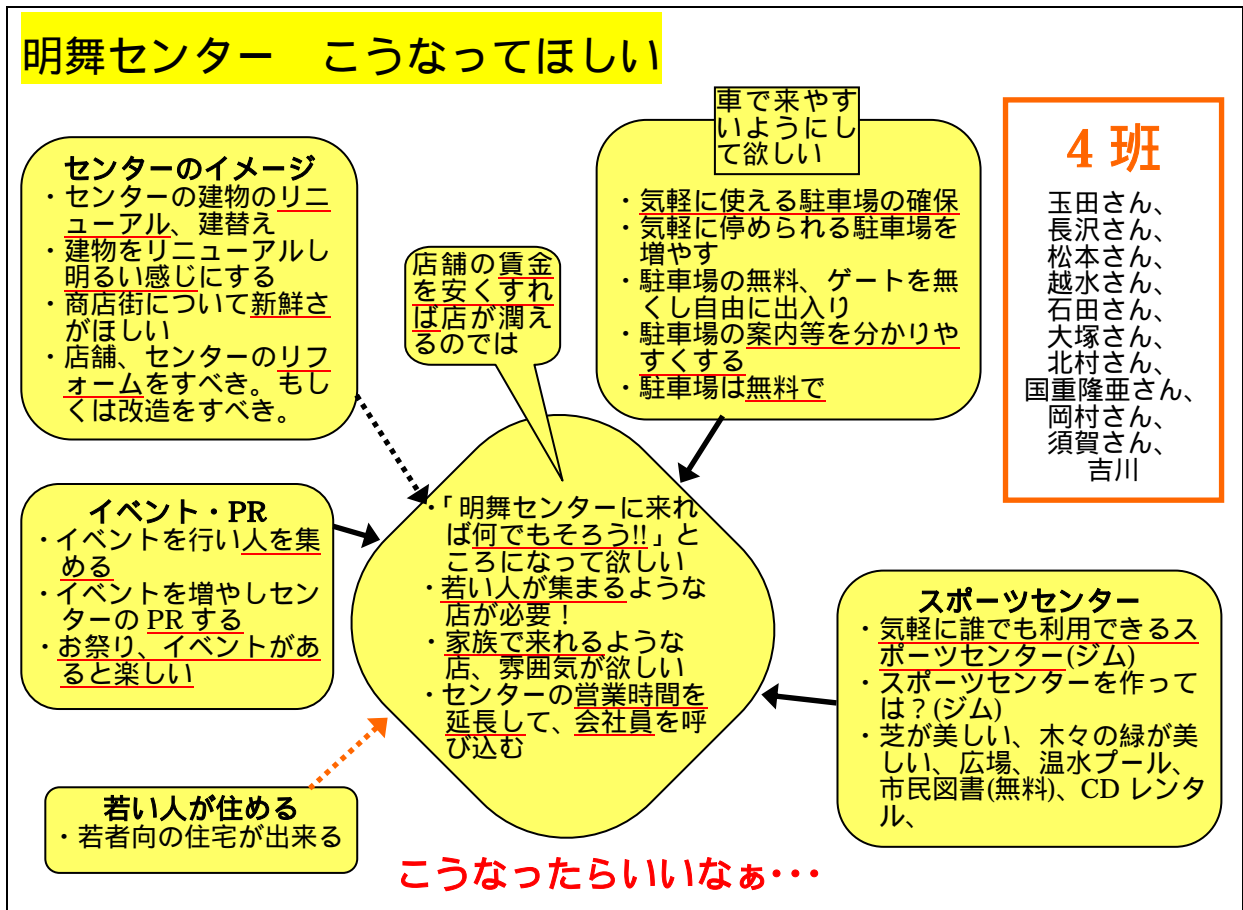 明舞センター　こうなってほしい
センターのイメージ
・センターの建物のリニ
ューアル、建替え
・建物をリニューアルし
明るい感じにする
・商店街について新鮮さ
がほしい
・店舗、センターのリフ
ォームをすべき。もし
くは改造をすべき。
店舗の賃金
を安くすれ
ば店が潤え
るのでは
車で来やす
いようにし
て欲しい
・気軽に使える駐車場の確保
・気軽に停められる駐車場を
増やす
・駐車場の無料、ゲートを無
くし自由に出入り
・駐車場の案内等を分かりや
すくする
・駐車場は無料で
4 班
玉田さん、
長沢さん、
松本さん、
越水さん、
石田さん、
大塚さん、
北村さん、
国重隆亜さん、
岡村さん、
須賀さん、
吉川
イベント・PR
・イベントを行い人を集
める
・イベントを増やしセン
ターの PR する
・お祭り、イベントがあ
ると楽しい
・「明舞センターに来れ
ば何でもそろう!!」と
ころになって欲しい
・若い人が集まるような
店が必要！
・家族で来れるような
店、雰囲気が欲しい
・センターの営業時間を
延長して、会社員を呼
び込む
スポーツセンター
・気軽に誰でも利用できるス
ポーツセンター(ジム)
・スポーツセンターを作って
は？(ジム)
・芝が美しい、木々の緑が美
しい、広場、温水プール、
市民図書(無料)、CD レンタ
ル、
若い人が住める
・若者向の住宅が出来る
こうなったらいいなぁ･･･